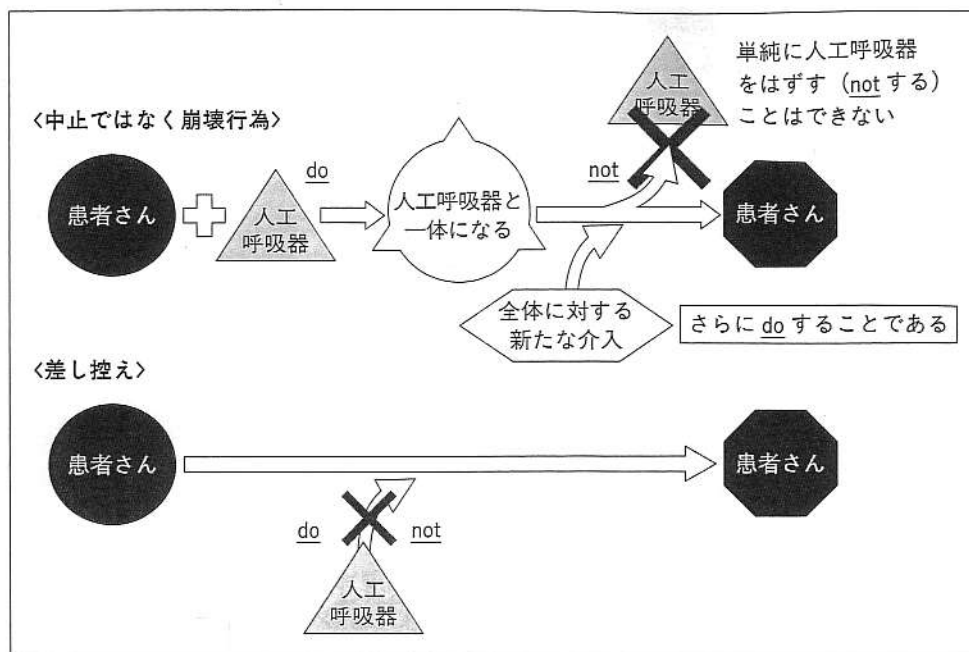 単純に人工呼吸器
をはずす（notする）
ことはできない
人工
呼吸器
〈中止ではなく崩壊行為〉
患者さん
人工
呼吸器
do
人工呼吸器と
一体になる
not
患者さん
全体に対する
新たな介入
さらに do することである
〈差し控え〉
患者さん
患者さん
do
not
人工
呼吸器